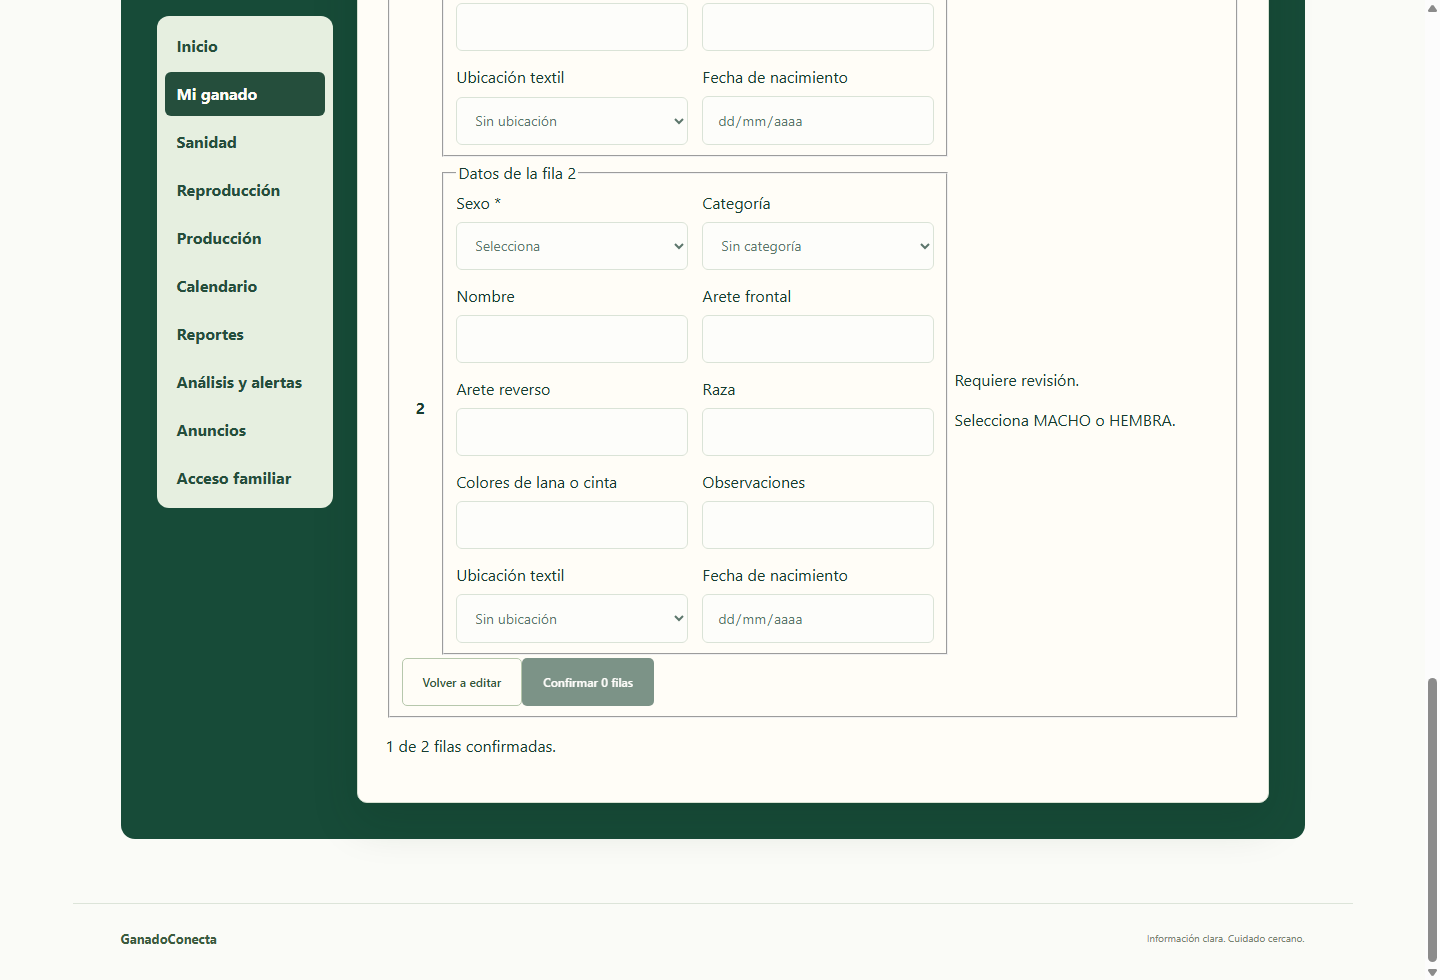 Inicio
Mi ganado
Sanidad
Reproducción
Producción
Calendario
Reportes
Análisis y alertas
Anuncios
Acceso familiar
Ubicación textil
Fecha de nacimiento
Sin ubicación
dd/mm/aaaa
2
Datos de la fila 2
Sexo *
Categoría
Selecciona
Sin categoría
Nombre
Arete frontal
Arete reverso
Raza
Colores de lana o cinta
Observaciones
Ubicación textil
Fecha de nacimiento
Sin ubicación
dd/mm/aaaa
Requiere revisión.
Selecciona MACHO o HEMBRA.
Volver a editar
Confirmar 0 filas
1 de 2 filas confirmadas.
GanadoConecta
Información clara. Cuidado cercano.